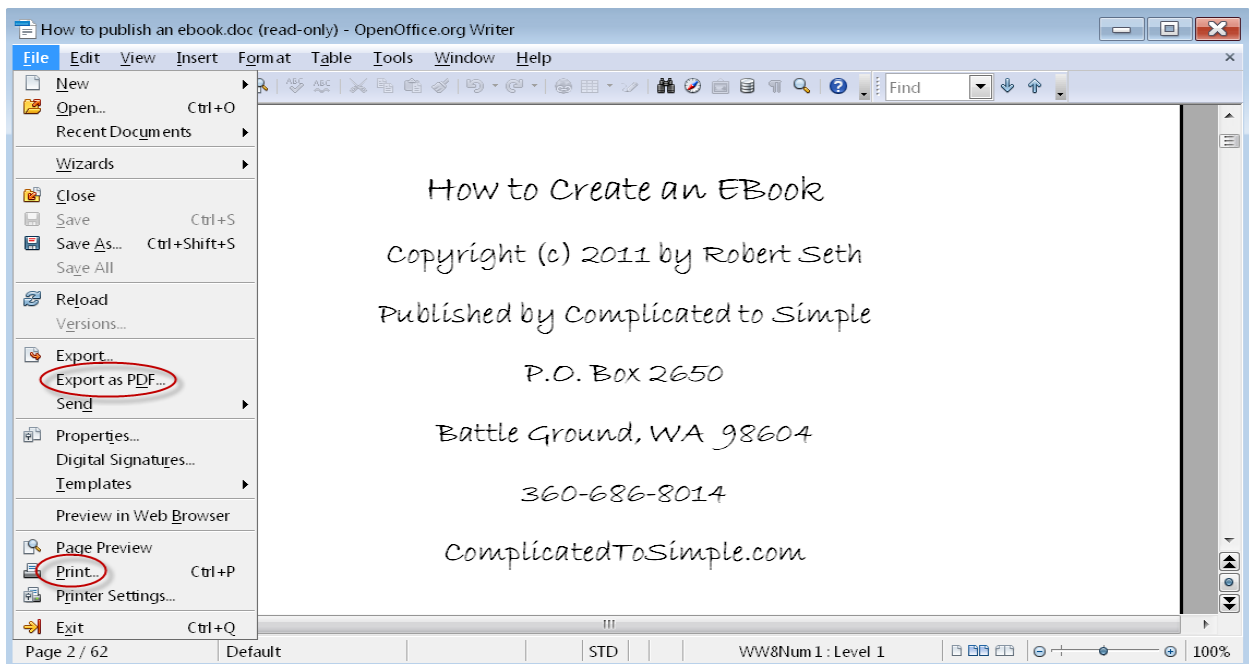 How to publish an ebook.doc (read-only) - OpenOffice.org Writer
File Edit View Insert Format Table Tools Window Help
Find
New
Open... Ctrl+O
Recent Documents
Wizards
Close
Save Ctrl+S
Save As... Ctrl+Shift+S
Save All
Reload
Versions...
Export...
Export as PDF...
Send
Properties...
Digital Signatures...
Templates
Preview in Web Browser
Page Preview
Print... Ctrl+P
Printer Settings...
Exit Ctrl+Q
How to Create an EBook
Copyright (c) 2011 by Robert Seth
Published by Complicated to Simple
P.O. Box 2650
Battle Ground, WA 98604
360-686-8014
ComplicatedToSimple.com
Page 2 / 62 Default STD WW8Num1 : Level 1 100%